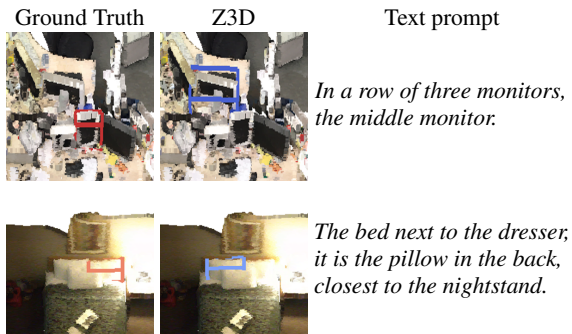 Ground Truth
Z3D
Text prompt
In a row of three monitors,
the middle monitor.
The bed next to the dresser,
it is the pillow in the back,
closest to the nightstand.